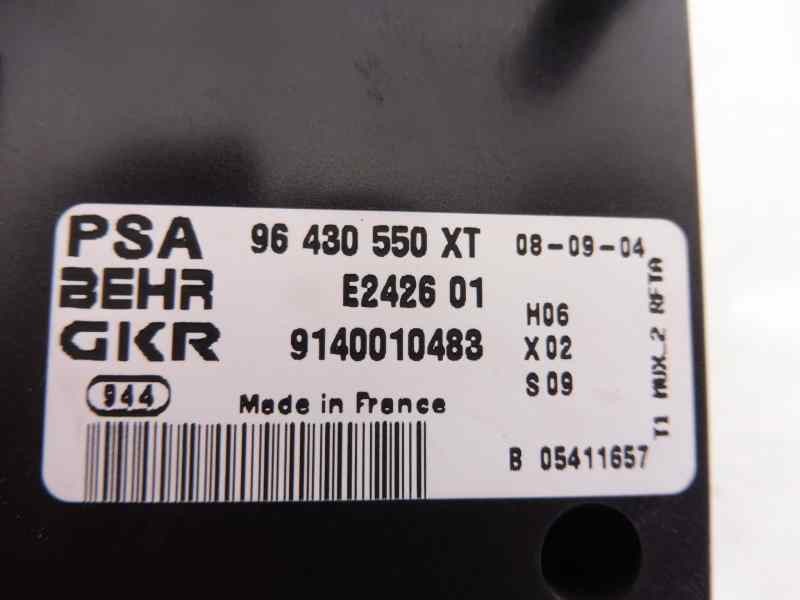 PSA 96 430 550 XT 08-09-04
BEHR E2426 01 H06
GKR 9140010483 X02
944 Made in France S09
B 05411657
T1 MUX_2 RFTA